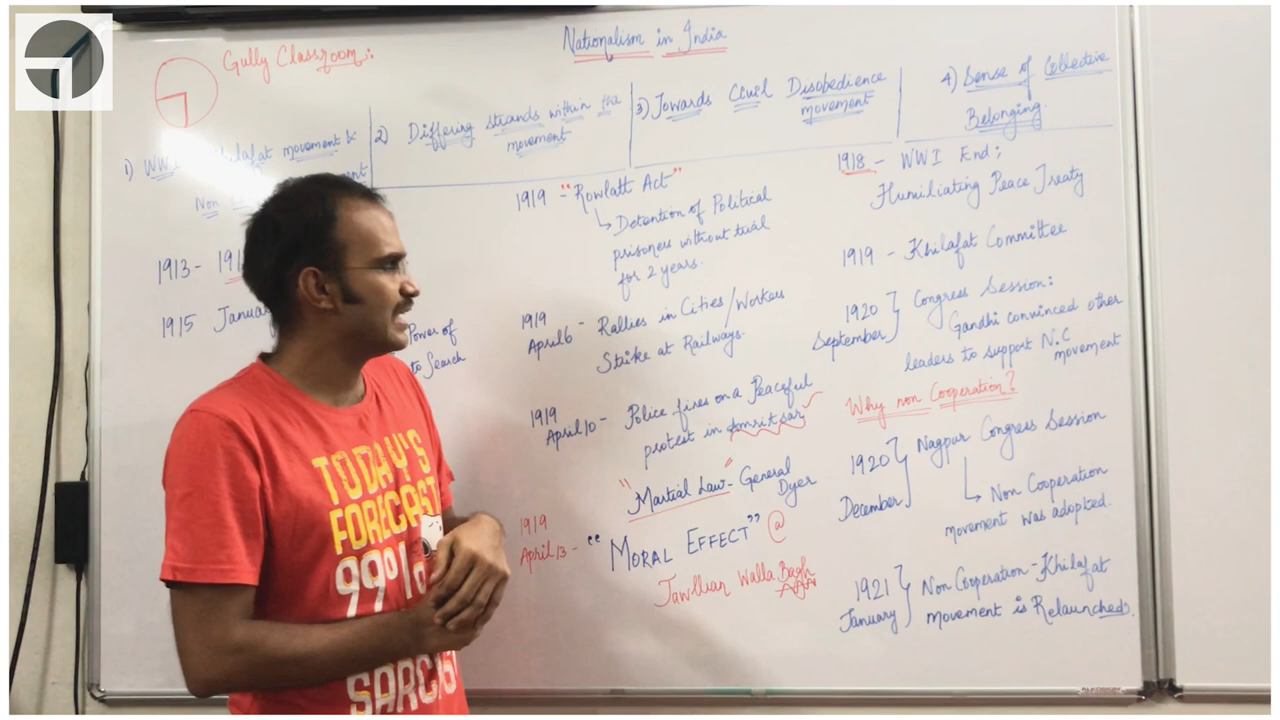 Gully Classroom:
Nationalism in India
1) WWI Khilafat movement &
Non
2) Differing strands within the
movement
3) Towards Civil Disobedience
movement
4) Sense of Collective
Belonging.
1913 -
1915 Januar
Power of
to Search
1919 - "Rowlatt Act"
↳ Detention of Political
prisoners without trial
for 2 years.
1919
April 6 - Rallies in Cities/Workers
Strike at Railways.
1919
April 10 - Police fires on a Peaceful
protest in Amritsar
"Martial Law" - General
Dyer
1919
April 13 - "MORAL EFFECT" @
Jawllian Walla Bagh
1918 - WWI End;
Humiliating Peace Treaty
1919 - Khilafat Committee
1920
September } Congress Session:
Gandhi convinced other
leaders to support N.C
movement
Why non Cooperation?
1920
December } Nagpur Congress Session
↳ Non Cooperation
movement was adopted.
1921
January } Non Cooperation - Khilafat
movement is Relaunched.
TODAY'S
FORECAST
99%
SARCAS